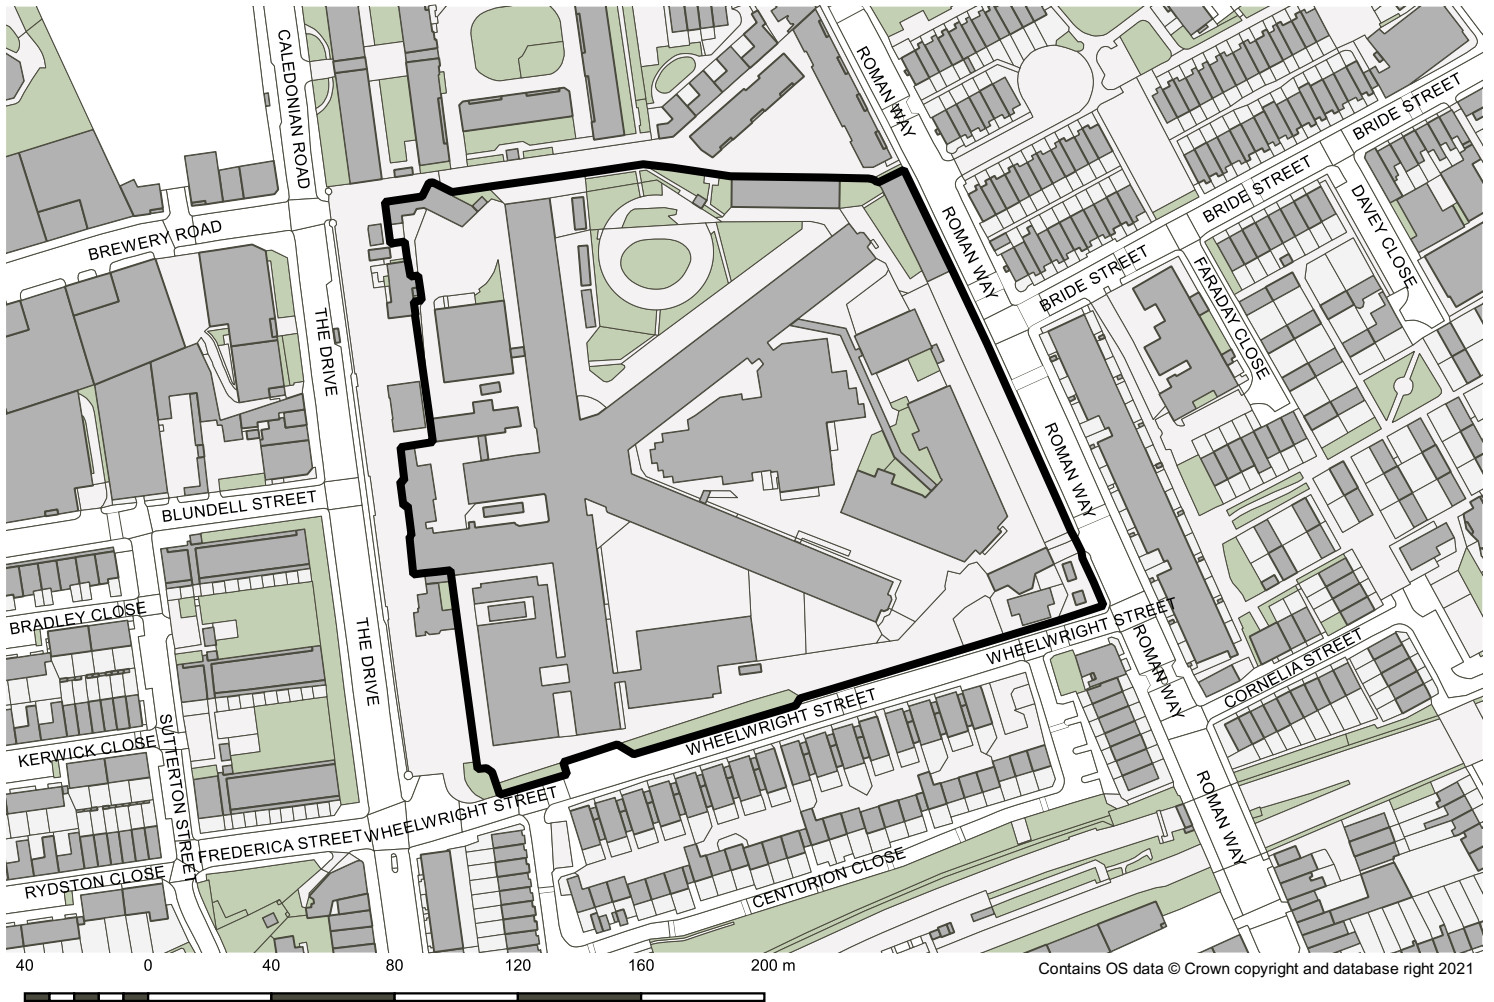 CALEDONIAN ROAD
ROMAN WAY
BRIDE STREET
BRIDE STREET
BRIDE STREET
DAVEY CLOSE
FARADAY CLOSE
BREWERY ROAD
ROMAN WAY
THE DRIVE
ROMAN WAY
BLUNDELL STREET
BRADLEY CLOSE
THE DRIVE
WHEELWRIGHT STREET
ROMAN WAY
CORNELIA STREET
KERWICK CLOSE
SUTTERTON STREET
WHEELWRIGHT STREET
ROMAN WAY
FREDERICA STREET
WHEELWRIGHT STREET
RYDSTON CLOSE
CENTURION CLOSE
40 0 40 80 120 160 200 m
Contains OS data © Crown copyright and database right 2021